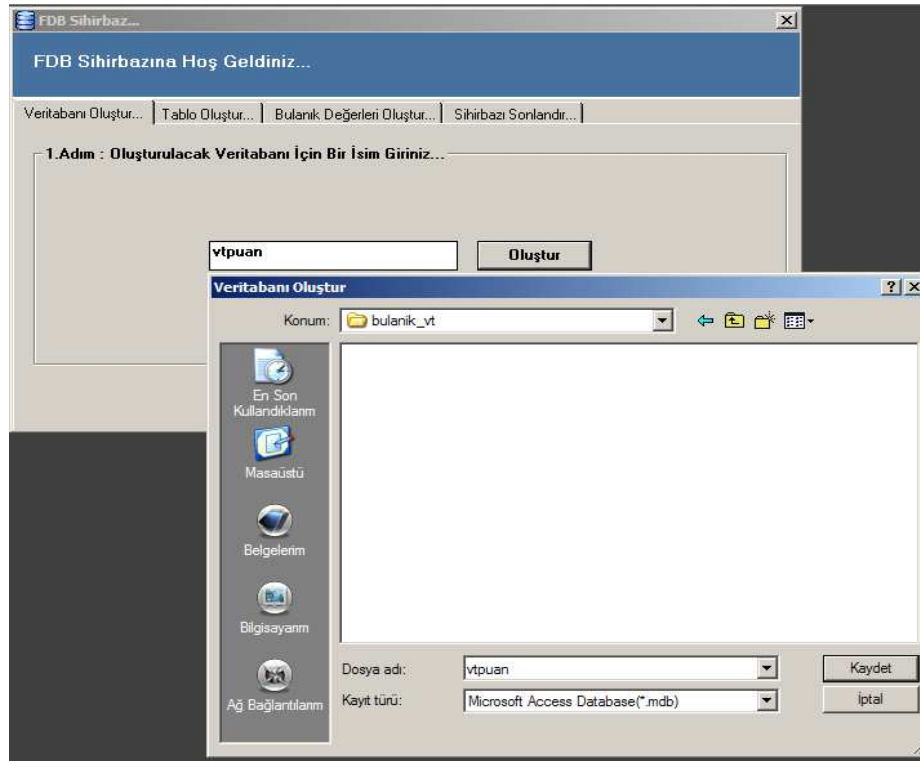 FDB Sihirbaz...
FDB Sihirbazına Hoş Geldiniz...
Veritabanı Oluştur... Tablo Oluştur... Bulanık Değerleri Oluştur... Sihirbazı Sonlandır...
1.Adım : Oluşturulacak Veritabanı İçin Bir İsim Giriniz...
vtpuan Oluştur
Veritabanı Oluştur
Konum: bulanik_vt
En Son
Kullandıklarım
Masaüstü
Belgelerim
Bilgisayarım
Ağ Bağlantılarım
Dosya adı: vtpuan Kaydet
Kayıt türü: Microsoft Access Database(*.mdb) İptal